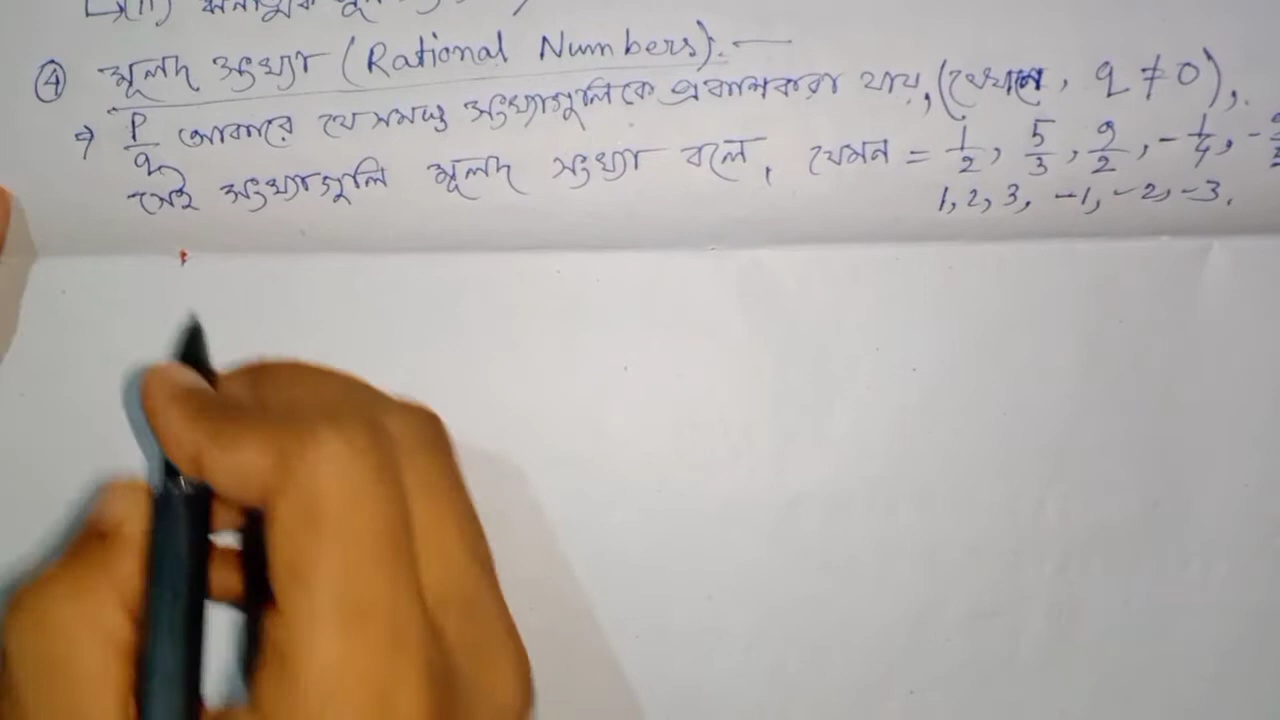 ④ মূলদ সংখ্যা (Rational Numbers).—
⇒ p/q আকারে যে সমস্ত সংখ্যাগুলিকে প্রকাশ করা যায়, (যেখানে, q ≠ 0),
সেই সংখ্যাগুলি মূলদ সংখ্যা বলে, যেমন = 1/2, 5/3, 9/2, -1/4,
1, 2, 3, -1, -2, -3.